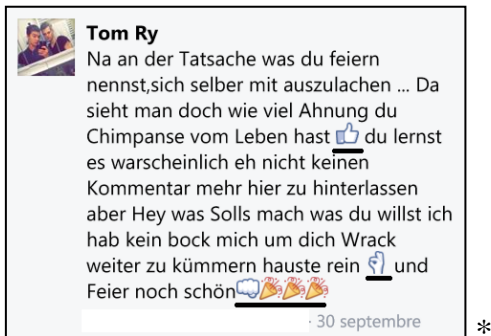 Tom Ry
Na an der Tatsache was du feiern
nennst,sich selber mit auszulachen ... Da
sieht man doch wie viel Ahnung du
Chimpanse vom Leben hast 👍 du lernst
es warscheinlich eh nicht keinen
Kommentar mehr hier zu hinterlassen
aber Hey was Solls mach was du willst ich
hab kein bock mich um dich Wrack
weiter zu kümmern hauste rein 👌 und
Feier noch schön👊🎉🎉🎉
· 30 septembre
*